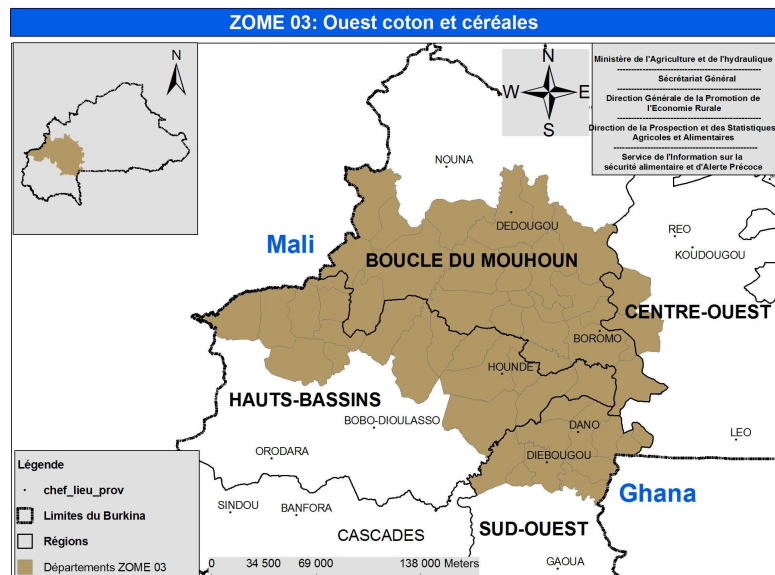 ZOME 03: Ouest coton et céréales
N
N
W
E
S
Ministère de l'Agriculture et de l'hydraulique
Sécrétariat Général
Direction Générale de la Promotion de
l'Economie Rurale
Direction de la Prospection et des Statistiques
Agricoles et Alimentaires
Service de l'Information sur la
sécurité alimentaire et d'Alerte Précoce
NOUNA
DEDOUGOU
REO
KOUDOUGOU
Mali
BOUCLE DU MOUHOUN
CENTRE-OUEST
BOROMO
HOUNDE
HAUTS-BASSINS
BOBO-DIOULASSO
DANO
LEO
ORODARA
DIEBOUGOU
Ghana
SINDOU
BANFORA
CASCADES
SUD-OUEST
GAOUA
Légende
chef_lieu_prov
Limites du Burkina
Régions
Départements ZOME 03
0 34 500 69 000 138 000 Meters